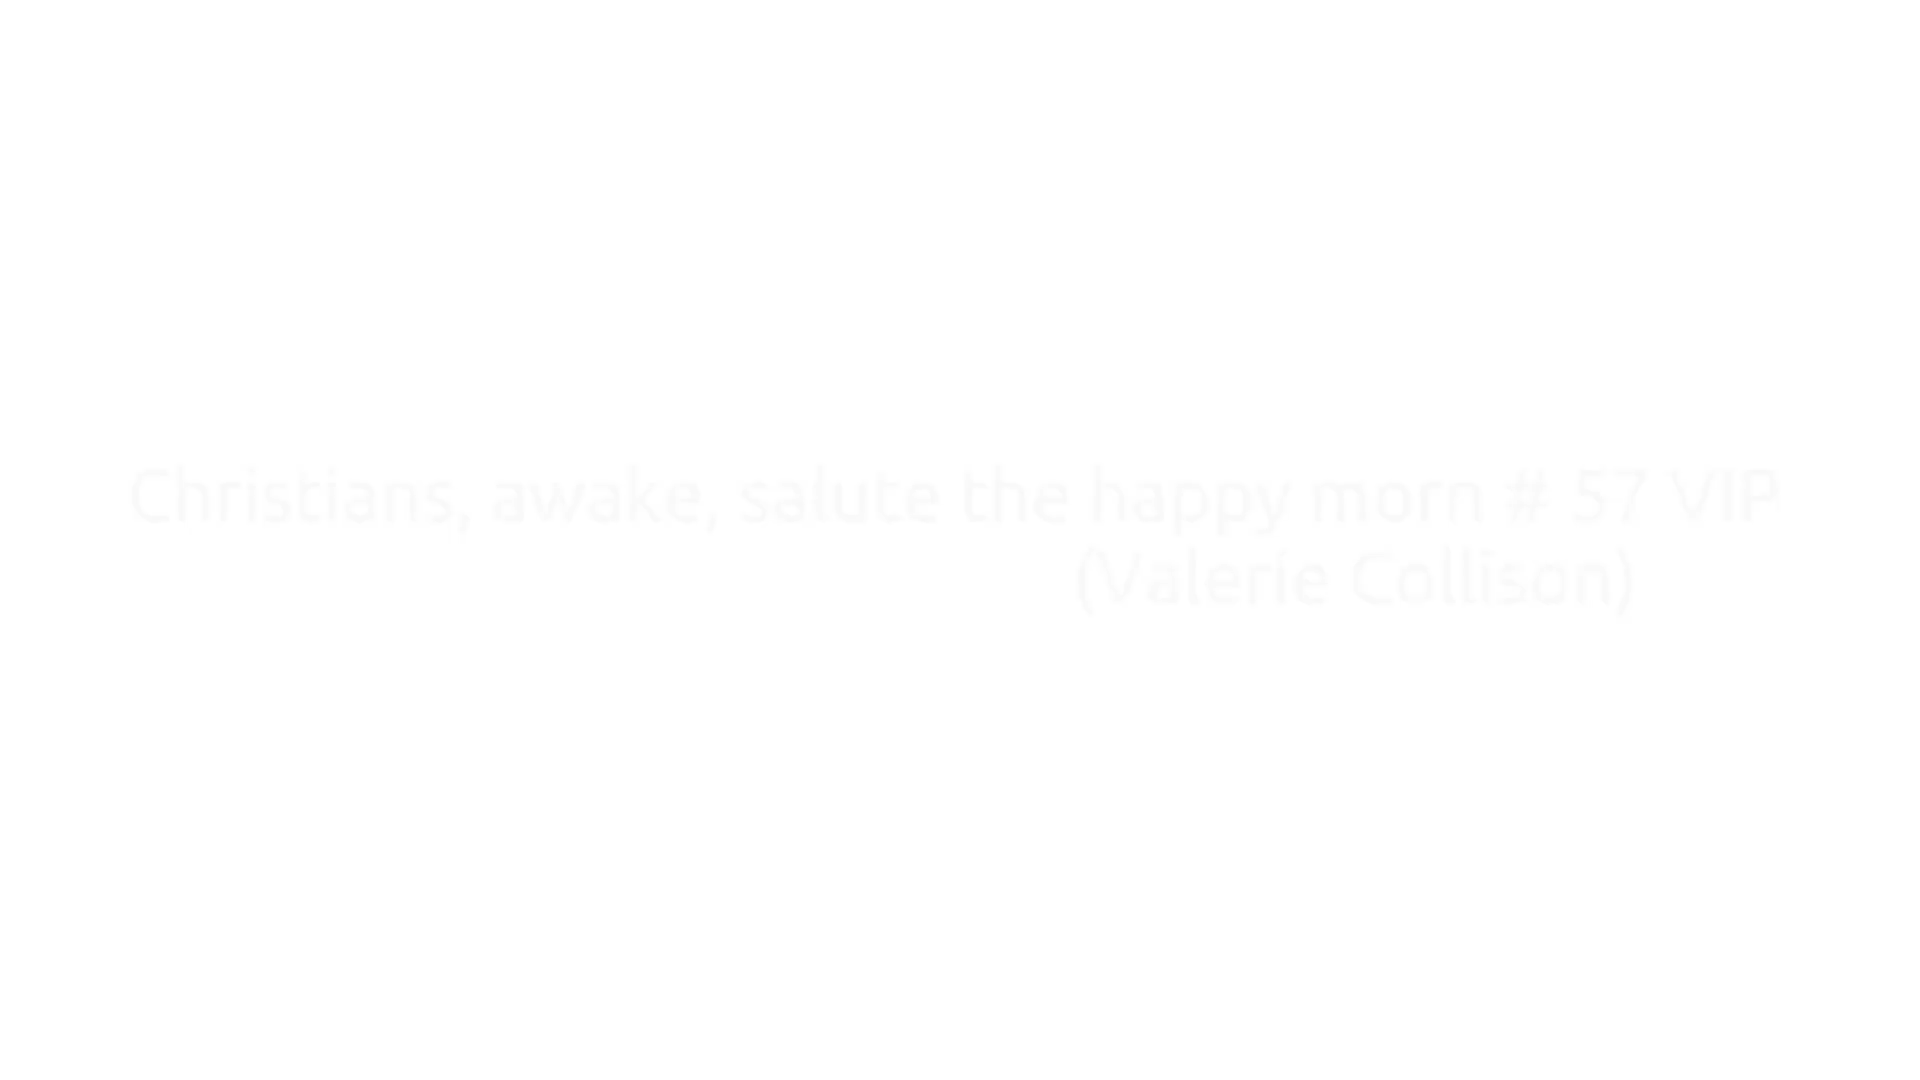 Christians, awake, salute the happy morn # 57 VIP
(Valerie Collison)